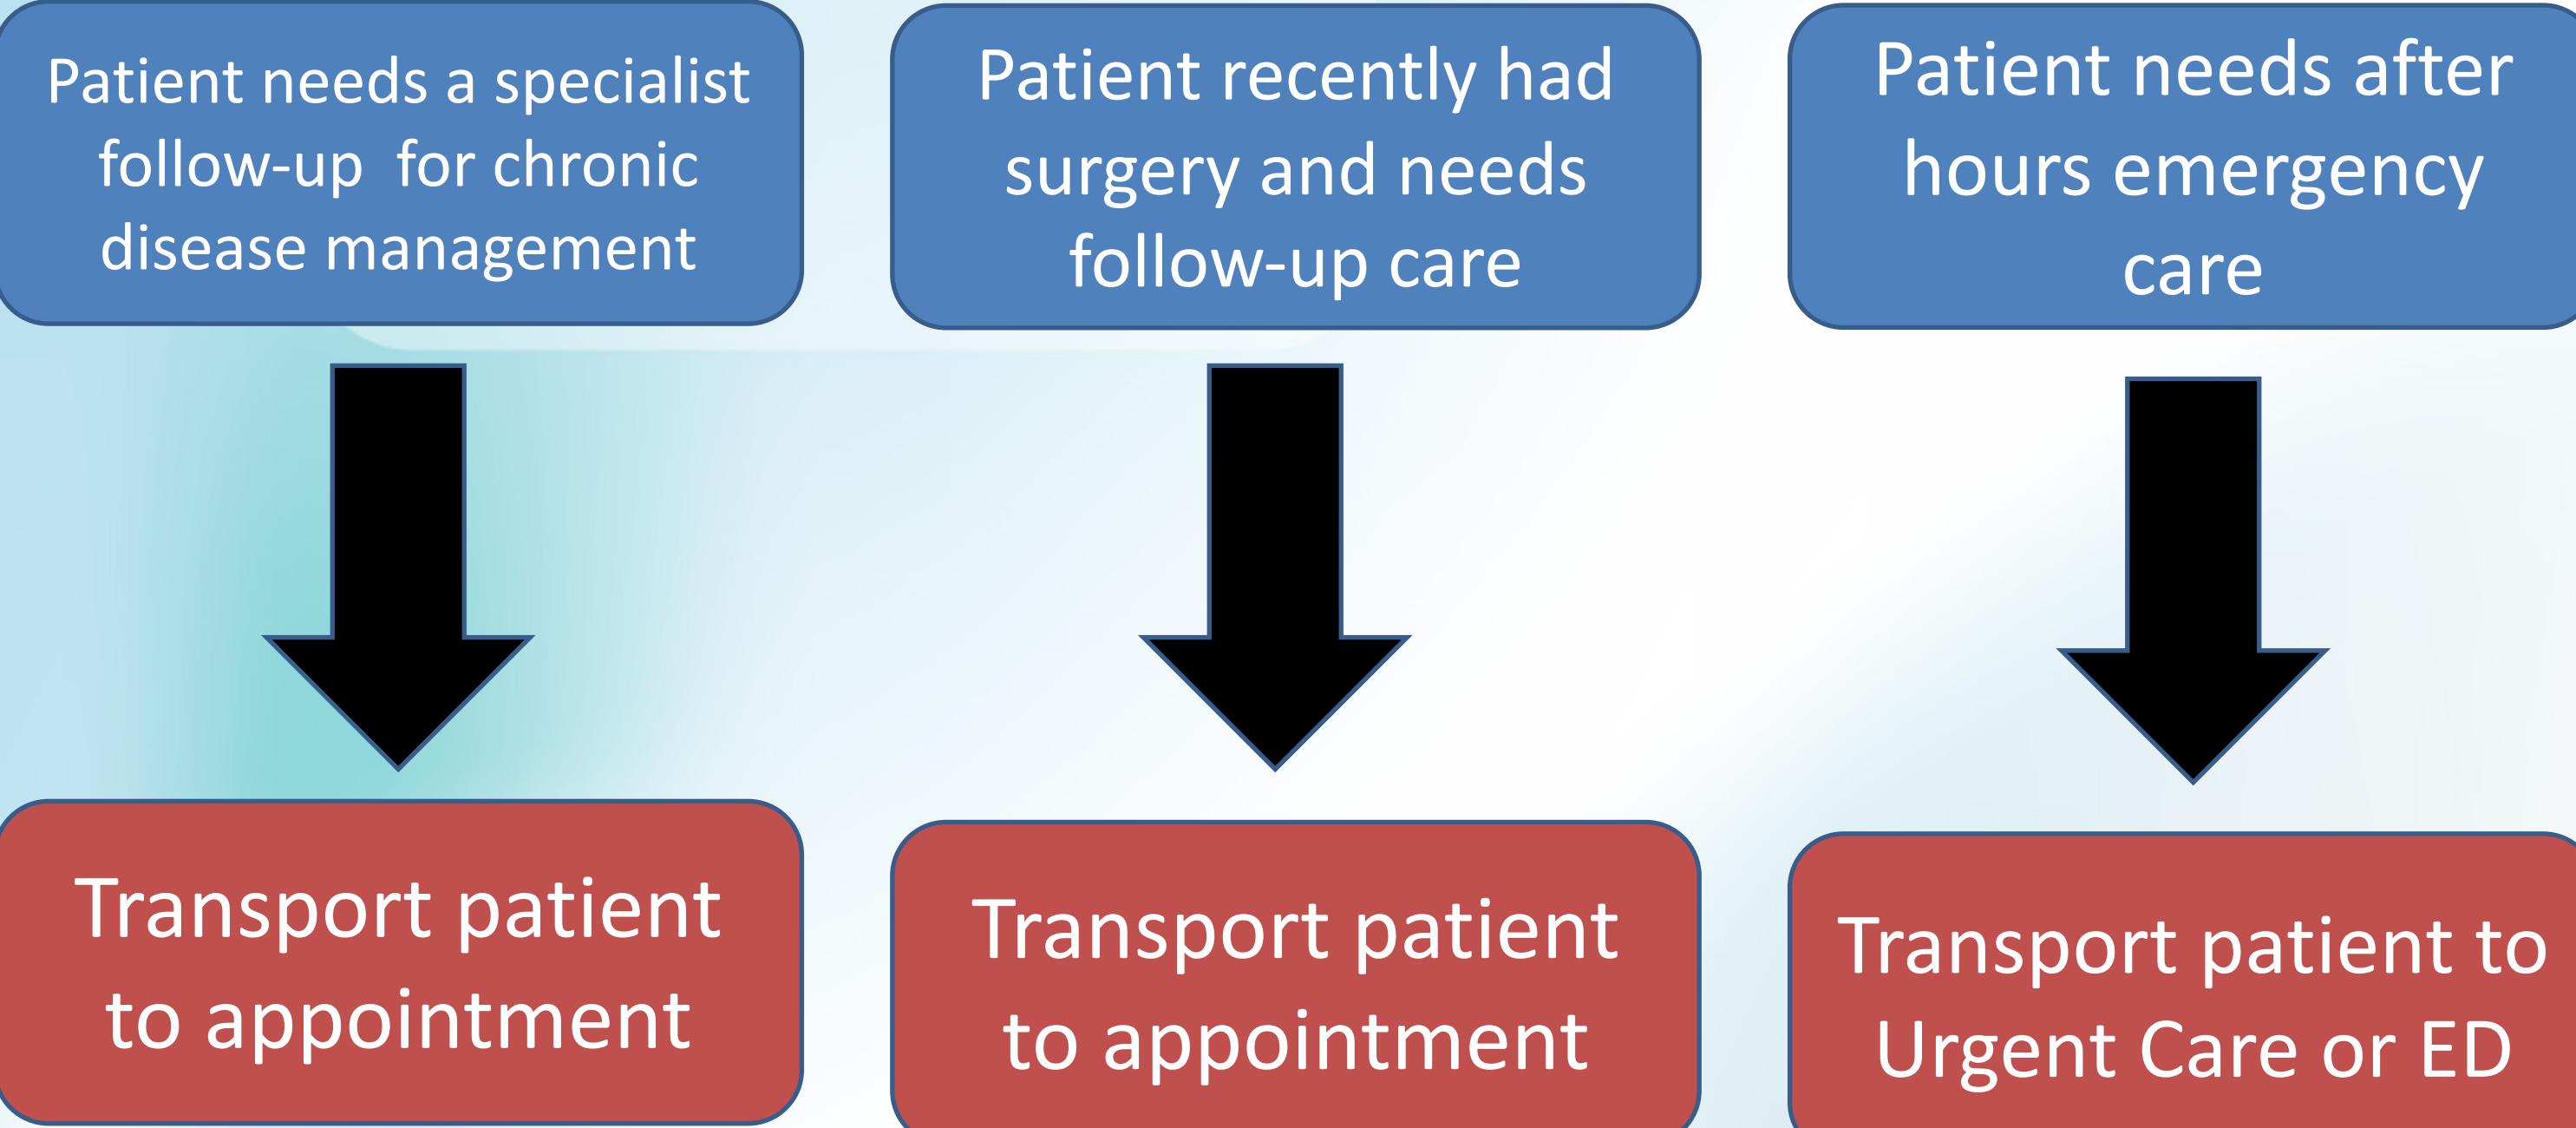 Patient needs a specialist
follow-up  for chronic
disease management
Patient recently had
surgery and needs
follow-up care
Patient needs after
hours emergency
care
Transport patient
to appointment
Transport patient
to appointment
Transport patient to
Urgent Care or ED